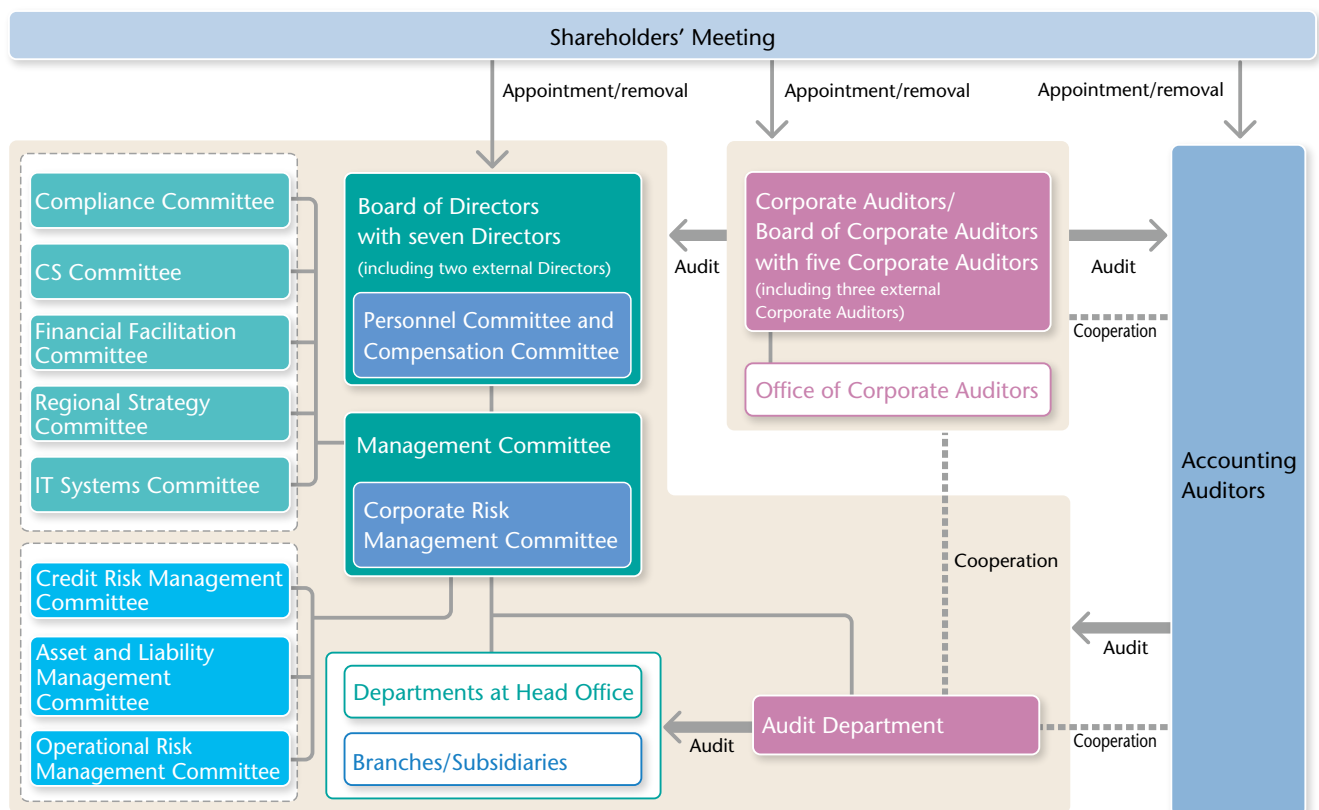 Shareholders’ Meeting
Appointment/removal
Appointment/removal
Appointment/removal
Compliance Committee
CS Committee
Financial Facilitation
Committee
Regional Strategy
Committee
IT Systems Committee
Board of Directors
with seven Directors
(including two external Directors)
Personnel Committee and
Compensation Committee
Audit
Corporate Auditors/
Board of Corporate Auditors
with five Corporate Auditors
(including three external
Corporate Auditors)
Office of Corporate Auditors
Audit
Cooperation
Management Committee
Corporate Risk
Management Committee
Accounting
Auditors
Cooperation
Credit Risk Management
Committee
Asset and Liability
Management
Committee
Operational Risk
Management Committee
Audit
Departments at Head Office
Branches/Subsidiaries
Audit
Audit Department
Cooperation